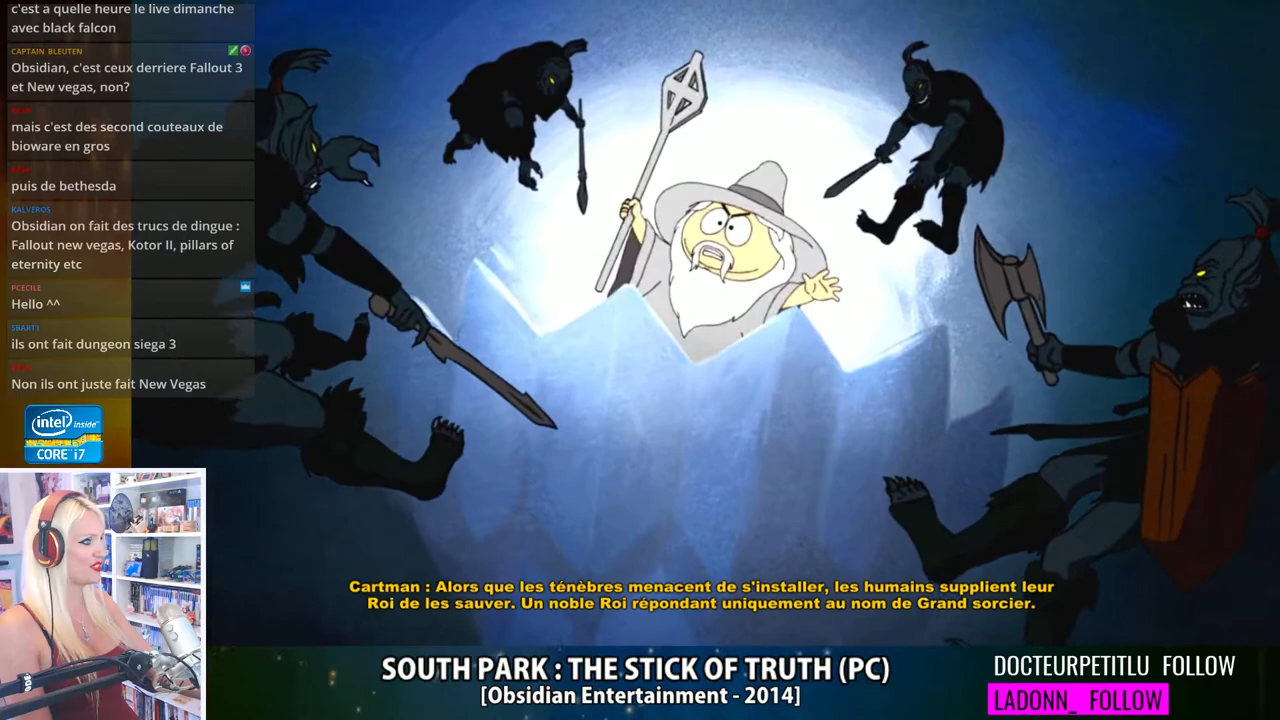 c'est a quelle heure le live dimanche
avec black falcon
CAPTAIN BLEUTEN
Obsidian, c'est ceux derriere Fallout 3
et New vegas, non?
mais c'est des second couteaux de
bioware en gros
puis de bethesda
KALVEROS
Obsidian on fait des trucs de dingue :
Fallout new vegas, Kotor II, pillars of
eternity etc
PCECILE
Hello ^^
SBART1
ils ont fait dungeon siega 3
Non ils ont juste fait New Vegas
intel inside
CORE i7
Cartman : Alors que les ténèbres menacent de s'installer, les humains supplient leur
Roi de les sauver. Un noble Roi répondant uniquement au nom de Grand sorcier.
SOUTH PARK : THE STICK OF TRUTH (PC)
[Obsidian Entertainment - 2014]
DOCTEURPETITLU FOLLOW
LADONN_ FOLLOW